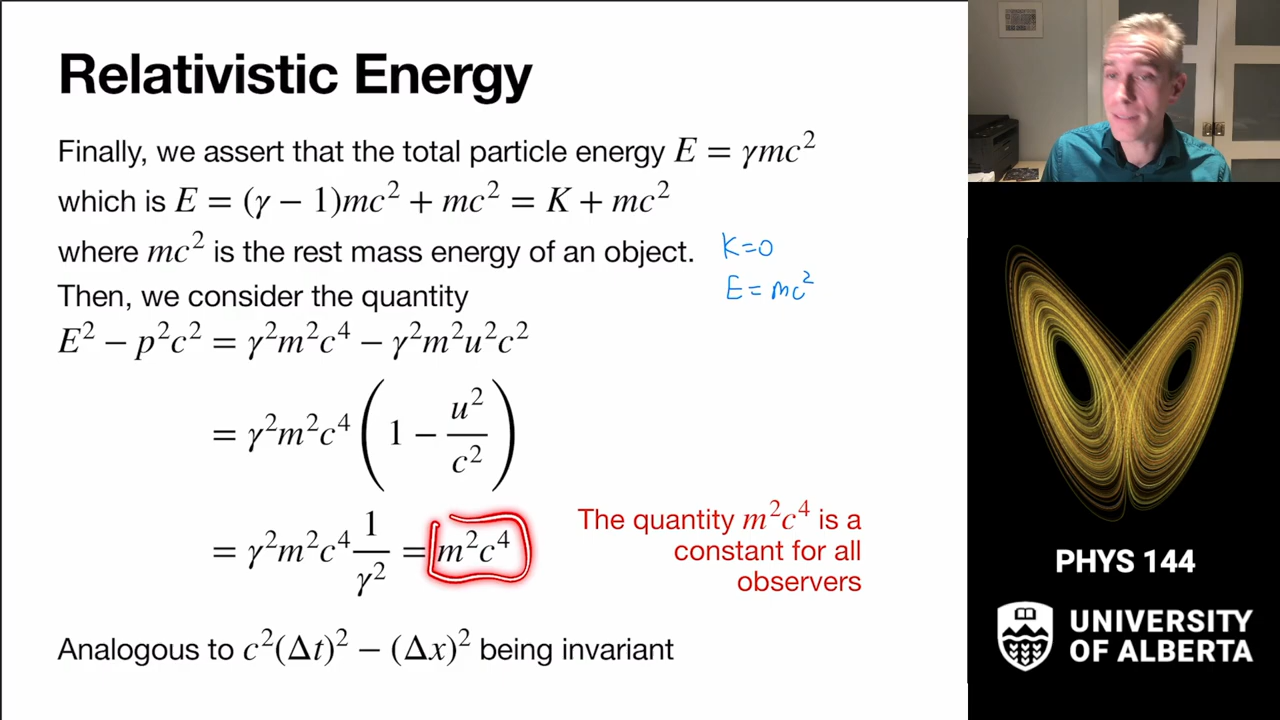 Relativistic Energy
Finally, we assert that the total particle energy E = γmc²
which is E = (γ − 1)mc² + mc² = K + mc²
where mc² is the rest mass energy of an object.
K=0
E = mc²
Then, we consider the quantity
E² − p²c² = γ²m²c⁴ − γ²m²u²c²
= γ²m²c⁴ (1 − u²/c²)
= γ²m²c⁴ 1/γ² = m²c⁴
The quantity m²c⁴ is a
constant for all
observers
Analogous to c²(Δt)² − (Δx)² being invariant
PHYS 144
UNIVERSITY
OF ALBERTA